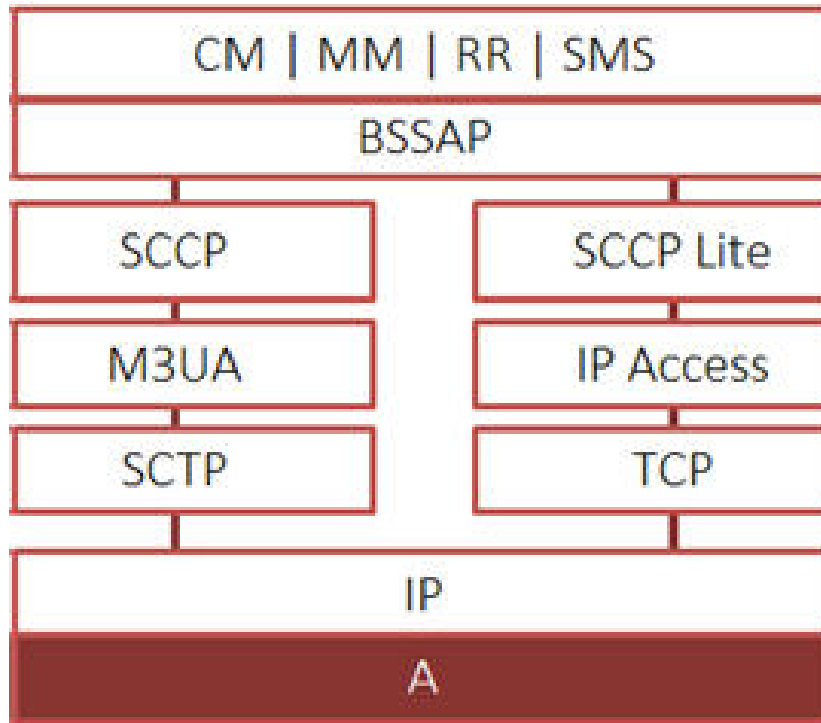 CM | MM | RR | SMS
BSSAP
SCCP
SCCP Lite
M3UA
IP Access
SCTP
TCP
IP
A